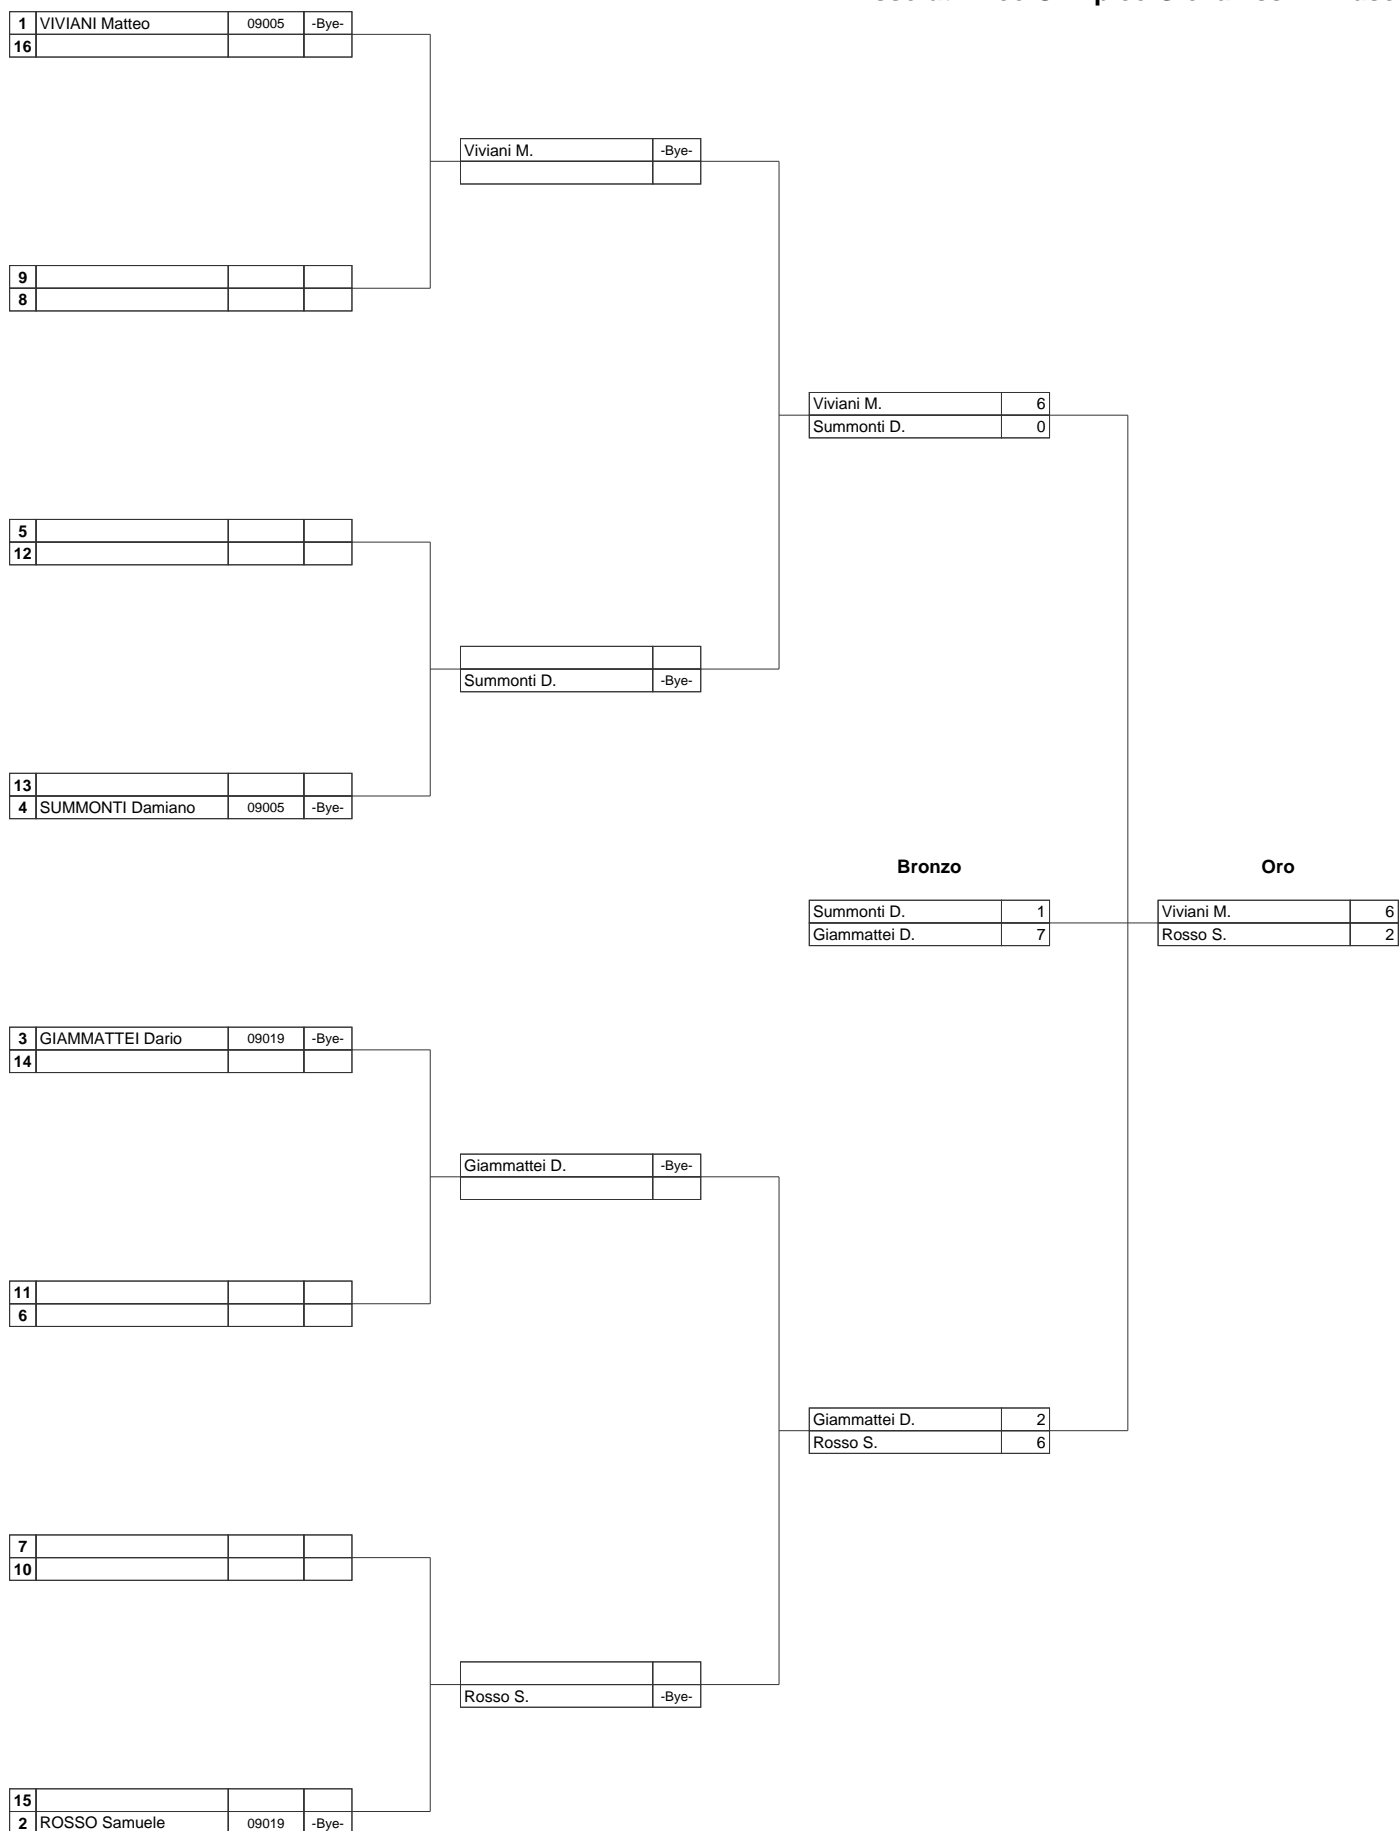 1 VIVIANI Matteo 09005 -Bye-
16
Viviani M. -Bye-
9
8
Viviani M. 6
Summonti D. 0
5
12
Summonti D. -Bye-
13
4 SUMMONTI Damiano 09005 -Bye-
Bronzo Oro
Summonti D. 1 Viviani M. 6
Giammattei D. 7 Rosso S. 2
3 GIAMMATTEI Dario 09019 -Bye-
14
Giammattei D. -Bye-
11
6
Giammattei D. 2
Rosso S. 6
7
10
Rosso S. -Bye-
15
2 ROSSO Samuele 09019 -Bye-